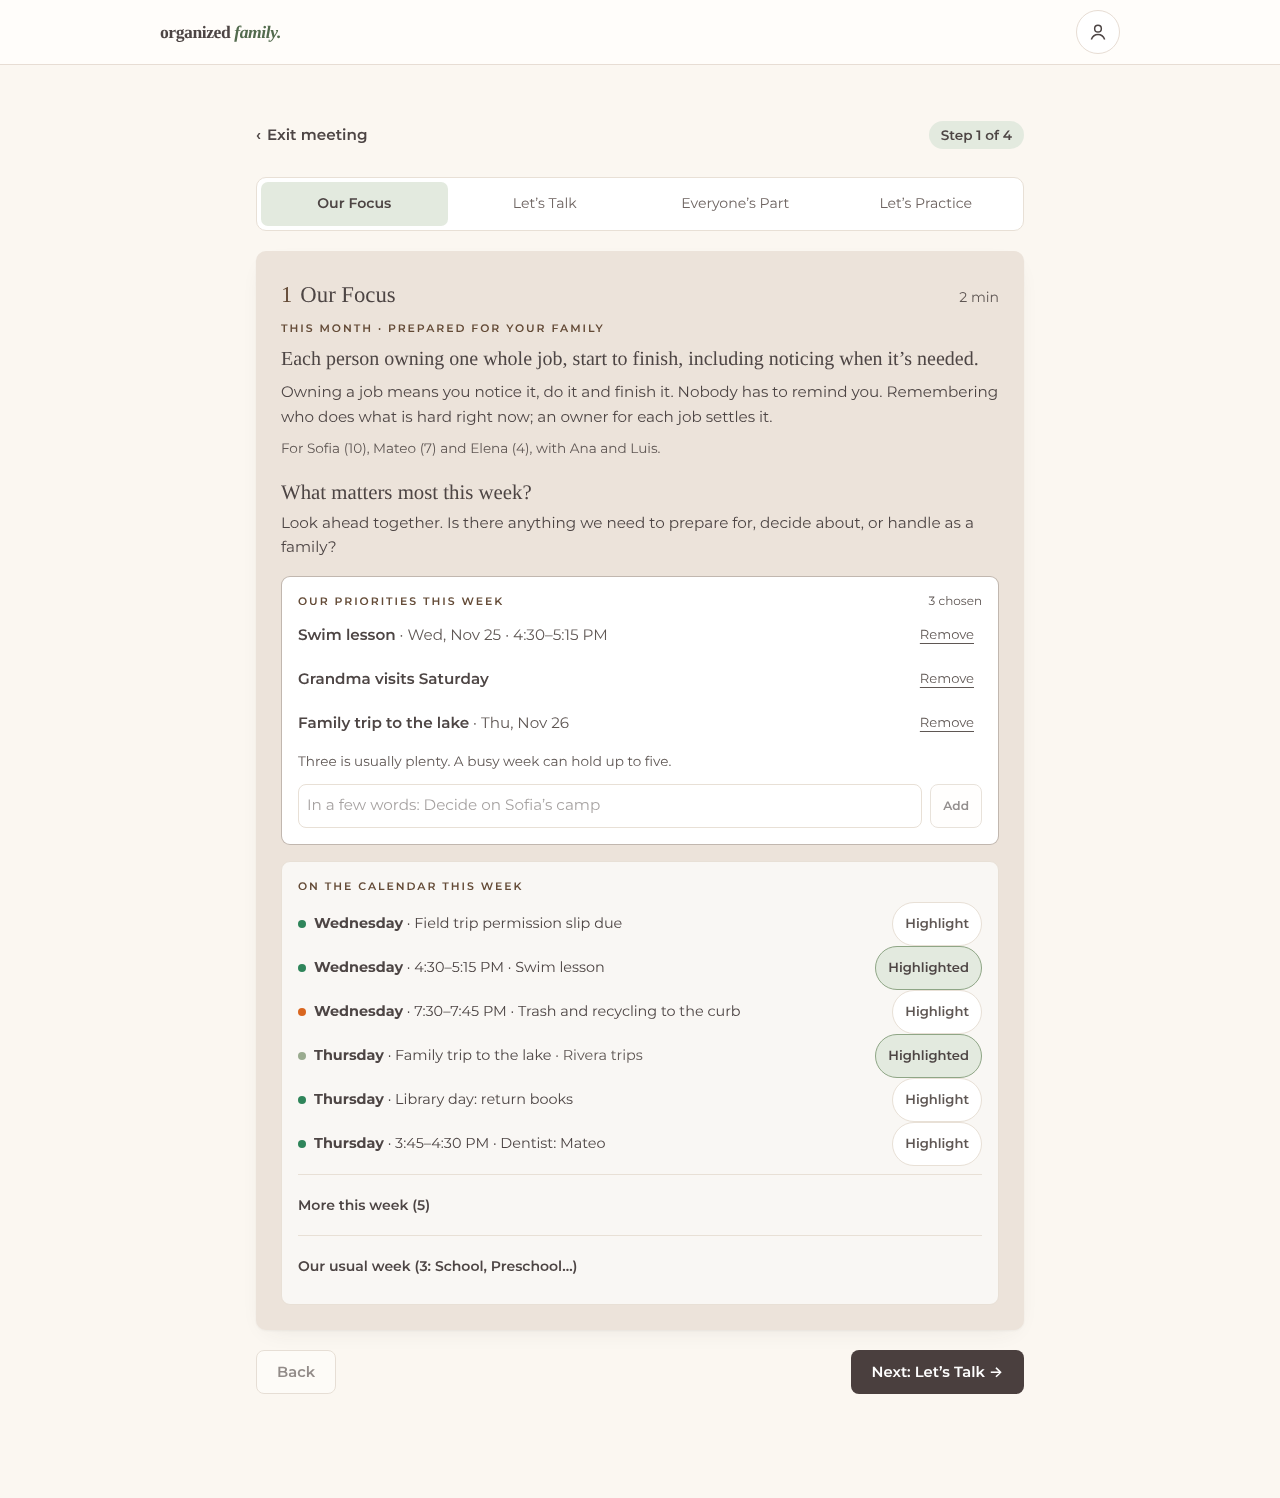 organized family.
‹ Exit meeting
Step 1 of 4
Our Focus
Let’s Talk
Everyone’s Part
Let’s Practice
1 Our Focus
2 min
THIS MONTH · PREPARED FOR YOUR FAMILY
Each person owning one whole job, start to finish, including noticing when it’s needed.
Owning a job means you notice it, do it and finish it. Nobody has to remind you. Remembering
who does what is hard right now; an owner for each job settles it.
For Sofia (10), Mateo (7) and Elena (4), with Ana and Luis.
What matters most this week?
Look ahead together. Is there anything we need to prepare for, decide about, or handle as a
family?
OUR PRIORITIES THIS WEEK
3 chosen
Swim lesson · Wed, Nov 25 · 4:30–5:15 PM
Remove
Grandma visits Saturday
Remove
Family trip to the lake · Thu, Nov 26
Remove
Three is usually plenty. A busy week can hold up to five.
In a few words: Decide on Sofia’s camp
Add
ON THE CALENDAR THIS WEEK
Wednesday · Field trip permission slip due
Highlight
Wednesday · 4:30–5:15 PM · Swim lesson
Highlighted
Wednesday · 7:30–7:45 PM · Trash and recycling to the curb
Highlight
Thursday · Family trip to the lake · Rivera trips
Highlighted
Thursday · Library day: return books
Highlight
Thursday · 3:45–4:30 PM · Dentist: Mateo
Highlight
More this week (5)
Our usual week (3: School, Preschool…)
Back
Next: Let’s Talk →